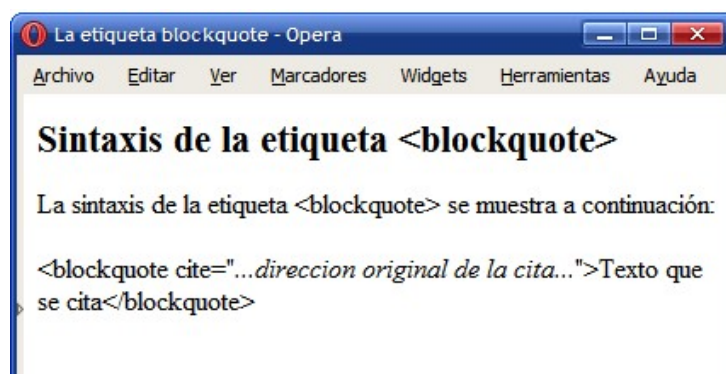 La etiqueta blockquote - Opera
Archivo Editar Ver Marcadores Widgets Herramientas Ayuda
Sintaxis de la etiqueta <blockquote>
La sintaxis de la etiqueta <blockquote> se muestra a continuación:
<blockquote cite="...direccion original de la cita...">Texto que
se cita</blockquote>